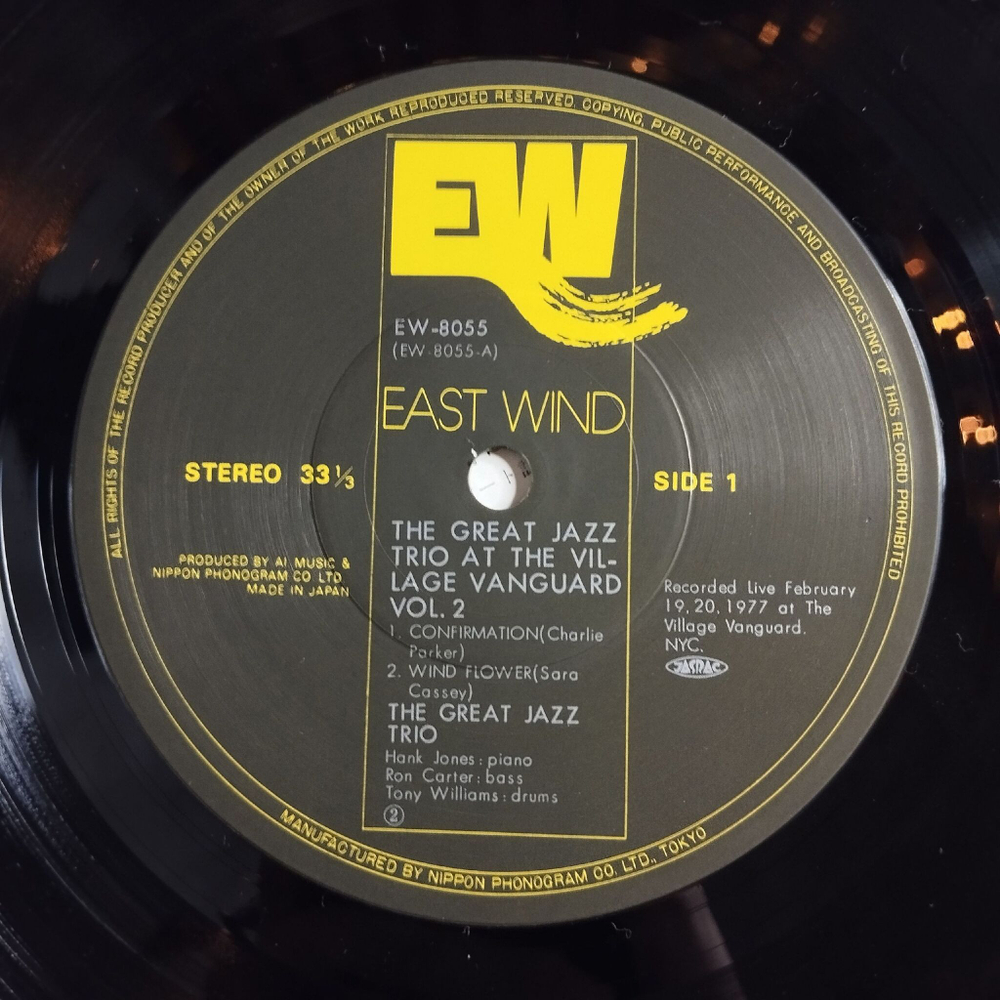 ALL RIGHTS OF THE RECORD PRODUCER AND OF THE OWNER OF THE WORK REPRODUCED RESERVED. COPYING, PUBLIC PERFORMANCE AND BROADCASTING OF THIS RECORD PROHIBITED
EW
EW-8055
(EW-8055-A)
EAST WIND
STEREO 33⅓
SIDE 1
THE GREAT JAZZ
TRIO AT THE VIL-
LAGE VANGUARD
VOL. 2
1. CONFIRMATION(Charlie
Parker)
2. WIND FLOWER(Sara
Cassey)
THE GREAT JAZZ
TRIO
Hank Jones : piano
Ron Carter : bass
Tony Williams : drums
②
PRODUCED BY AI MUSIC &
NIPPON PHONOGRAM CO LTD.
MADE IN JAPAN
Recorded Live February
19, 20, 1977 at The
Village Vanguard.
NYC.
JASRAC
MANUFACTURED BY NIPPON PHONOGRAM CO. LTD., TOKYO